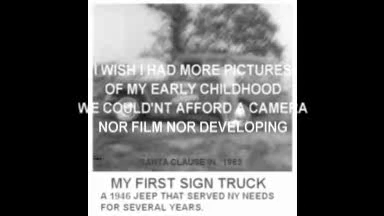 I WISH I HAD MORE PICTURES
OF MY EARLY CHILDHOOD
WE COULD'NT AFFORD A CAMERA
NOR FILM NOR DEVELOPING
SANTA CLAUSE IN 1962
MY FIRST SIGN TRUCK
A 1946 JEEP THAT SERVED NY NEEDS
FOR SEVERAL YEARS.